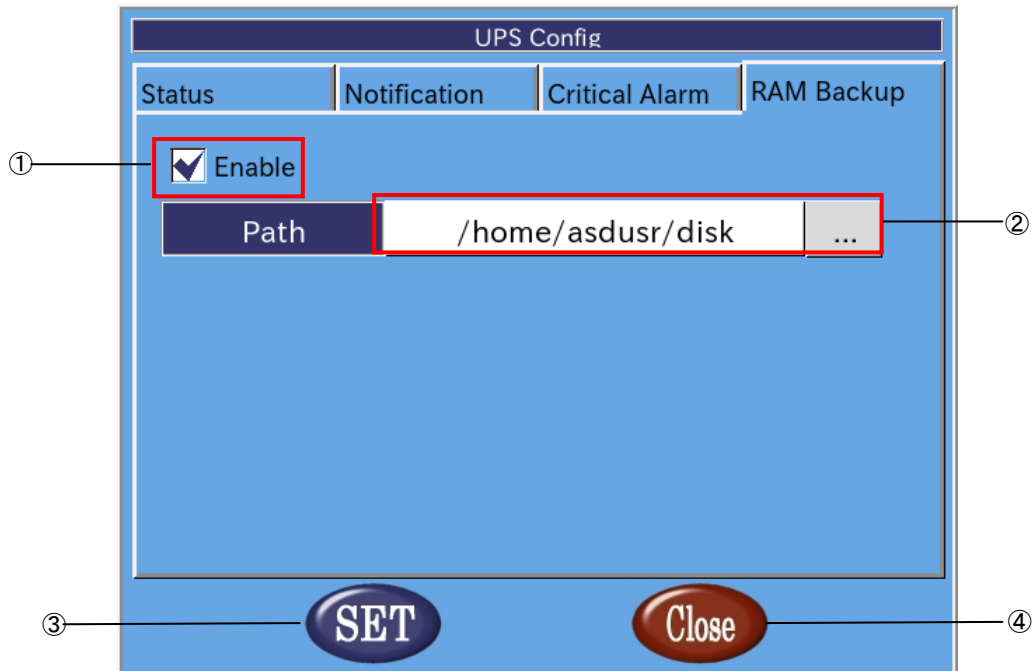 UPS Config
Status Notification Critical Alarm RAM Backup
① Enable
Path /home/asdusr/disk ... ②
③ SET Close ④